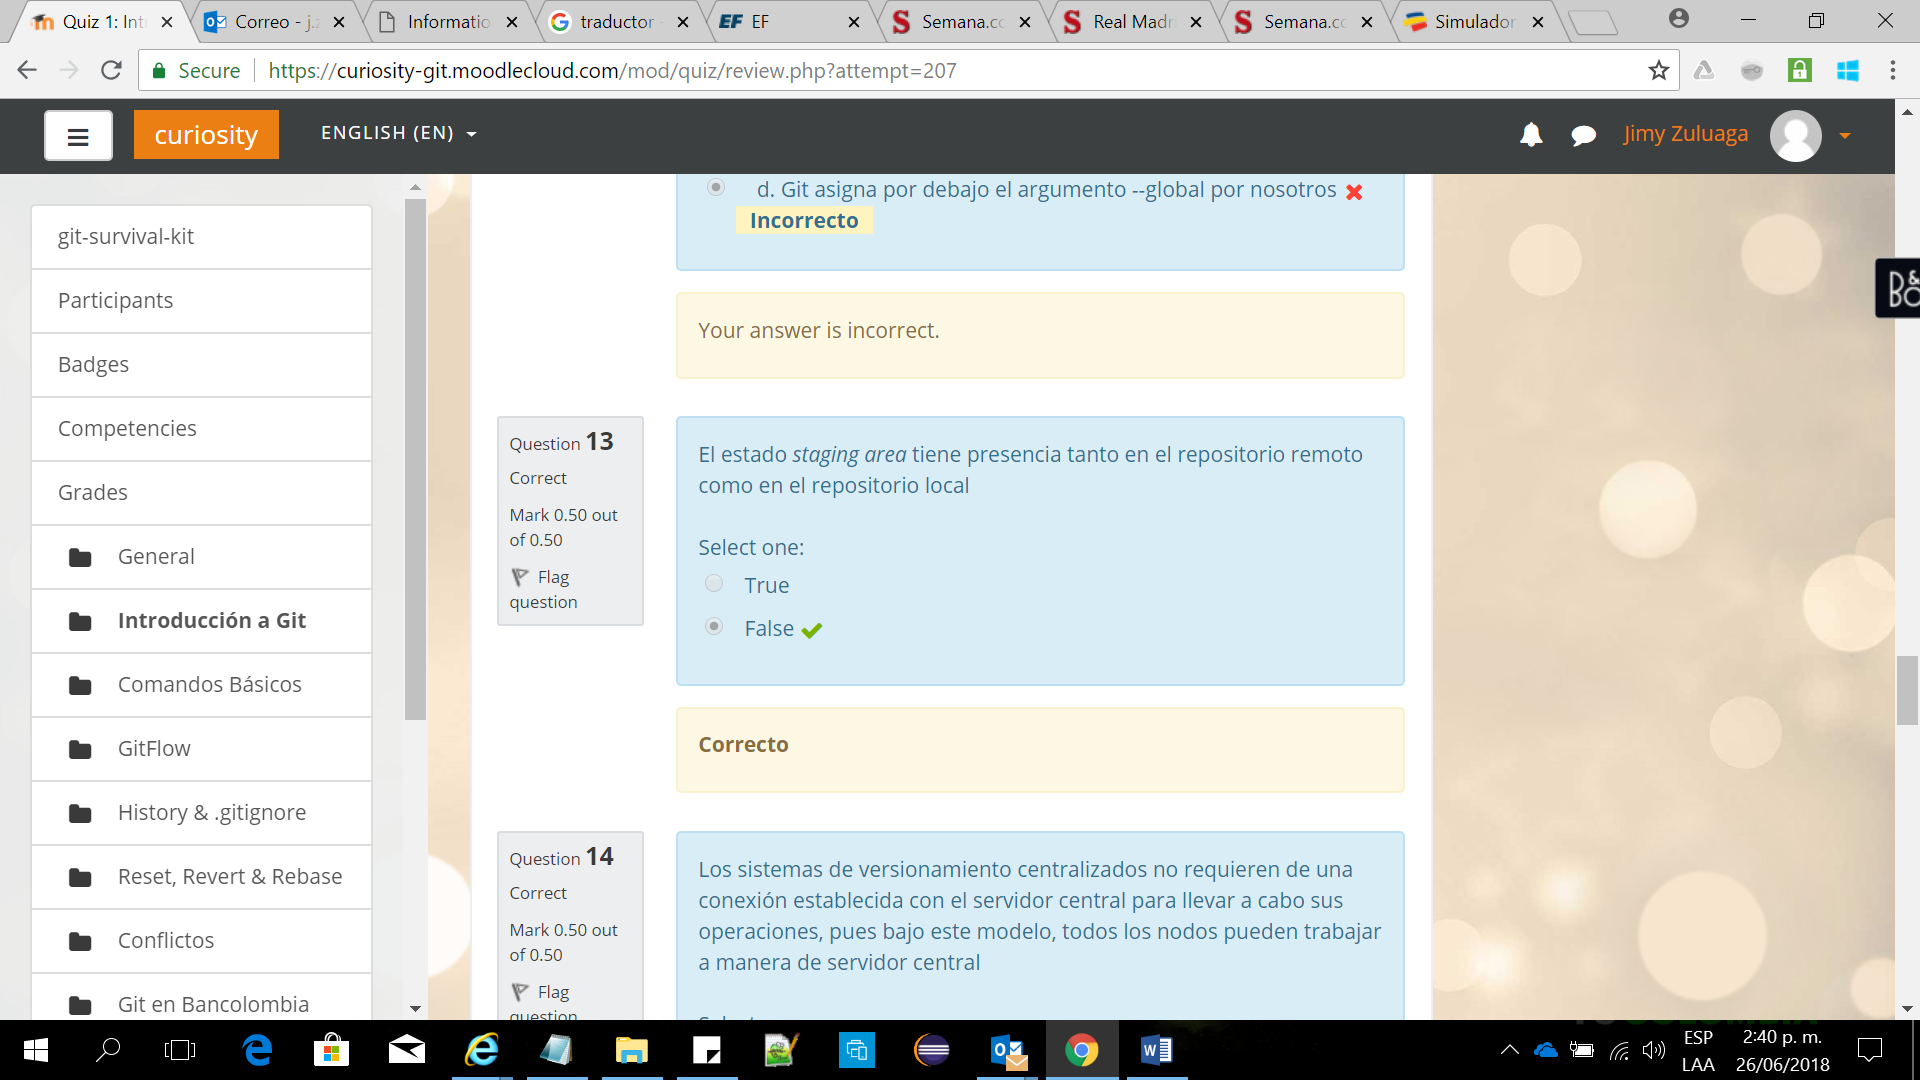 Quiz 1: Int
Correo - j.z
Informatio
traductor -
EF EF
Semana.co
Real Madr
Semana.co
Simulador
Secure
https://curiosity-git.moodlecloud.com/mod/quiz/review.php?attempt=207
curiosity
ENGLISH (EN)
Jimy Zuluaga
git-survival-kit
Participants
Badges
Competencies
Grades
General
Introducción a Git
Comandos Básicos
GitFlow
History & .gitignore
Reset, Revert & Rebase
Conflictos
Git en Bancolombia
d. Git asigna por debajo el argumento --global por nosotros
Incorrecto
Your answer is incorrect.
Question 13
Correct
Mark 0.50 out
of 0.50
Flag
question
El estado staging area tiene presencia tanto en el repositorio remoto
como en el repositorio local
Select one:
True
False
Correcto
Question 14
Correct
Mark 0.50 out
of 0.50
Flag
question
Los sistemas de versionamiento centralizados no requieren de una
conexión establecida con el servidor central para llevar a cabo sus
operaciones, pues bajo este modelo, todos los nodos pueden trabajar
a manera de servidor central
ESP
LAA
2:40 p. m.
26/06/2018